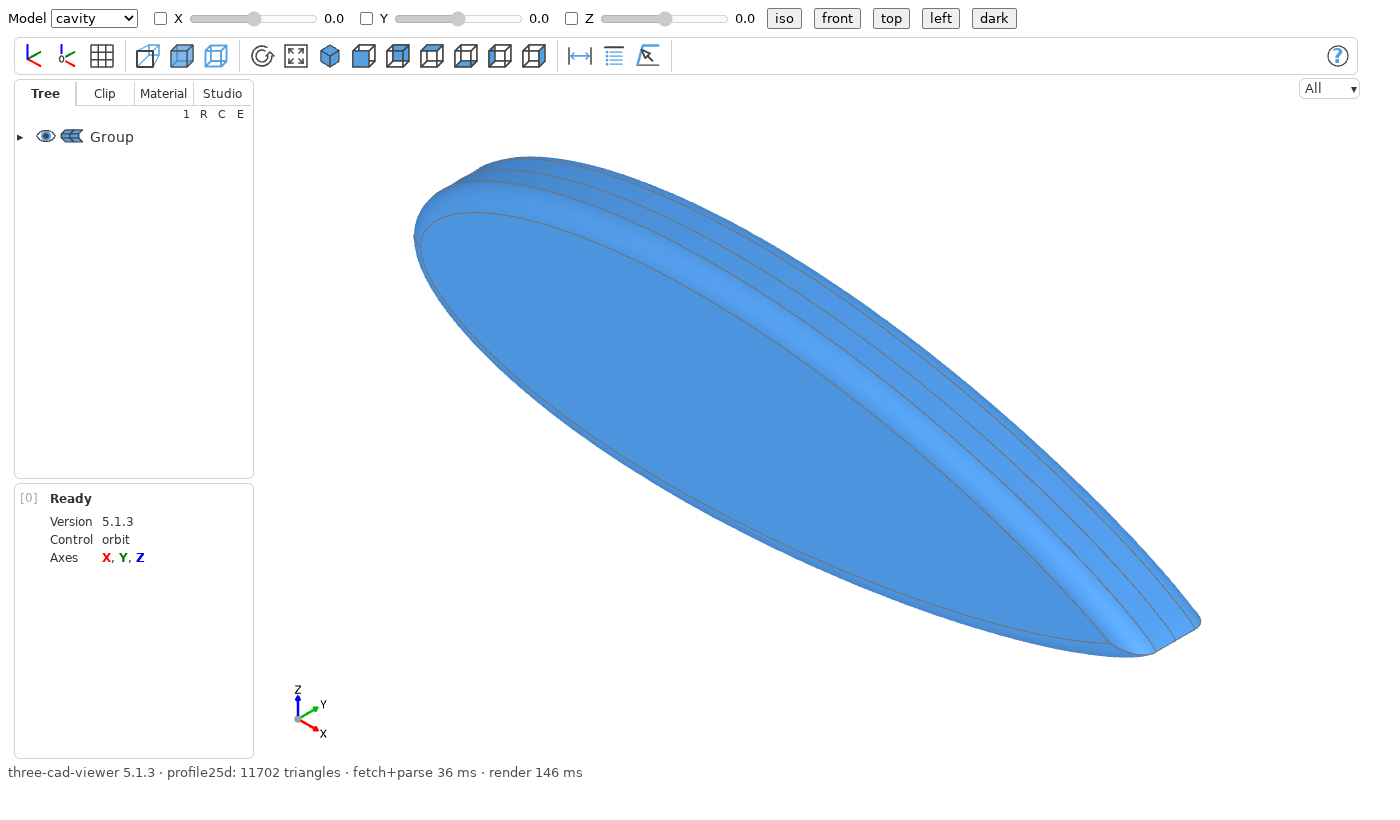 Model cavity X 0.0 Y 0.0 Z 0.0 iso front top left dark
0
?
Tree Clip Material Studio
All
1 R C E
Group
[0] Ready
Version 5.1.3
Control orbit
Axes X, Y, Z
Z
Y
X
three-cad-viewer 5.1.3 · profile25d: 11702 triangles · fetch+parse 36 ms · render 146 ms